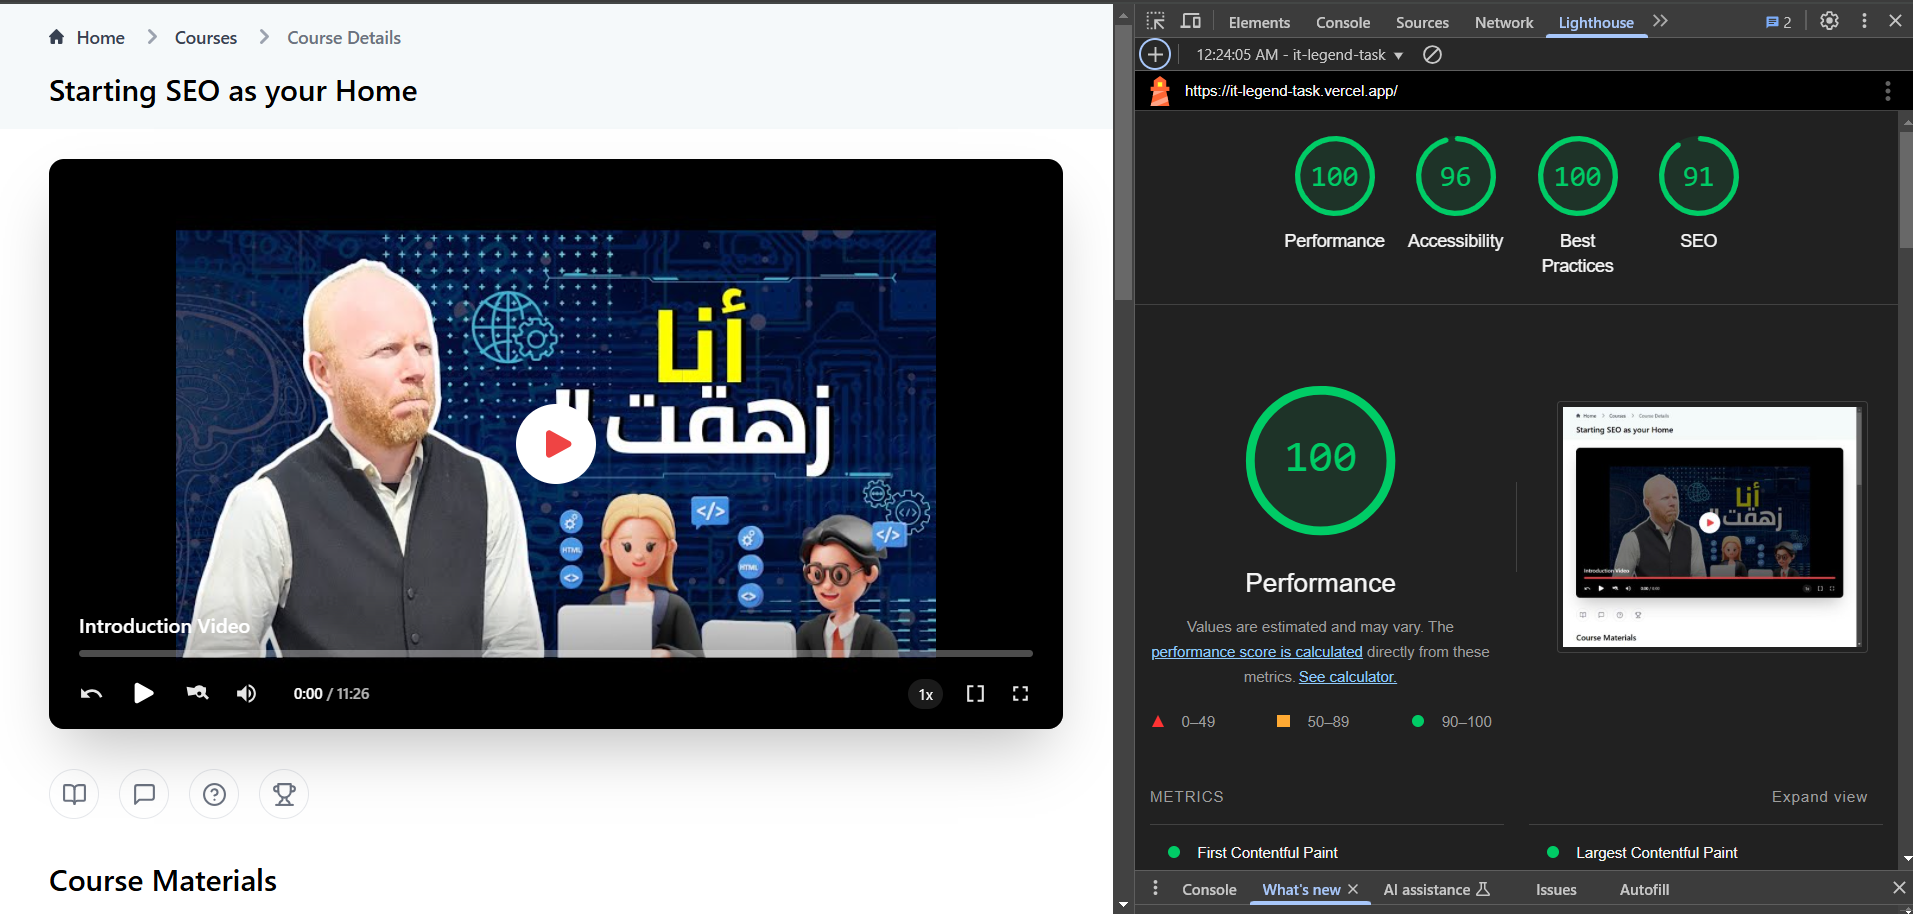 Home
Courses
Course Details
Starting SEO as your Home
أنا
زهقت"
</>
</>
HTML
HTML
</>
</>
Introduction Video
0:00 / 11:26
1x
Course Materials
Elements
Console
Sources
Network
Lighthouse
2
12:24:05 AM - it-legend-task
https://it-legend-task.vercel.app/
100
96
100
91
Performance
Accessibility
Best
Practices
SEO
100
Performance
Values are estimated and may vary. The
performance score is calculated directly from these
metrics. See calculator.
0–49
50–89
90–100
Home
Courses
Course Details
Starting SEO as your Home
أنا
زهقت"
Introduction Video
Course Materials
METRICS
Expand view
First Contentful Paint
Largest Contentful Paint
Console
What's new
AI assistance
Issues
Autofill